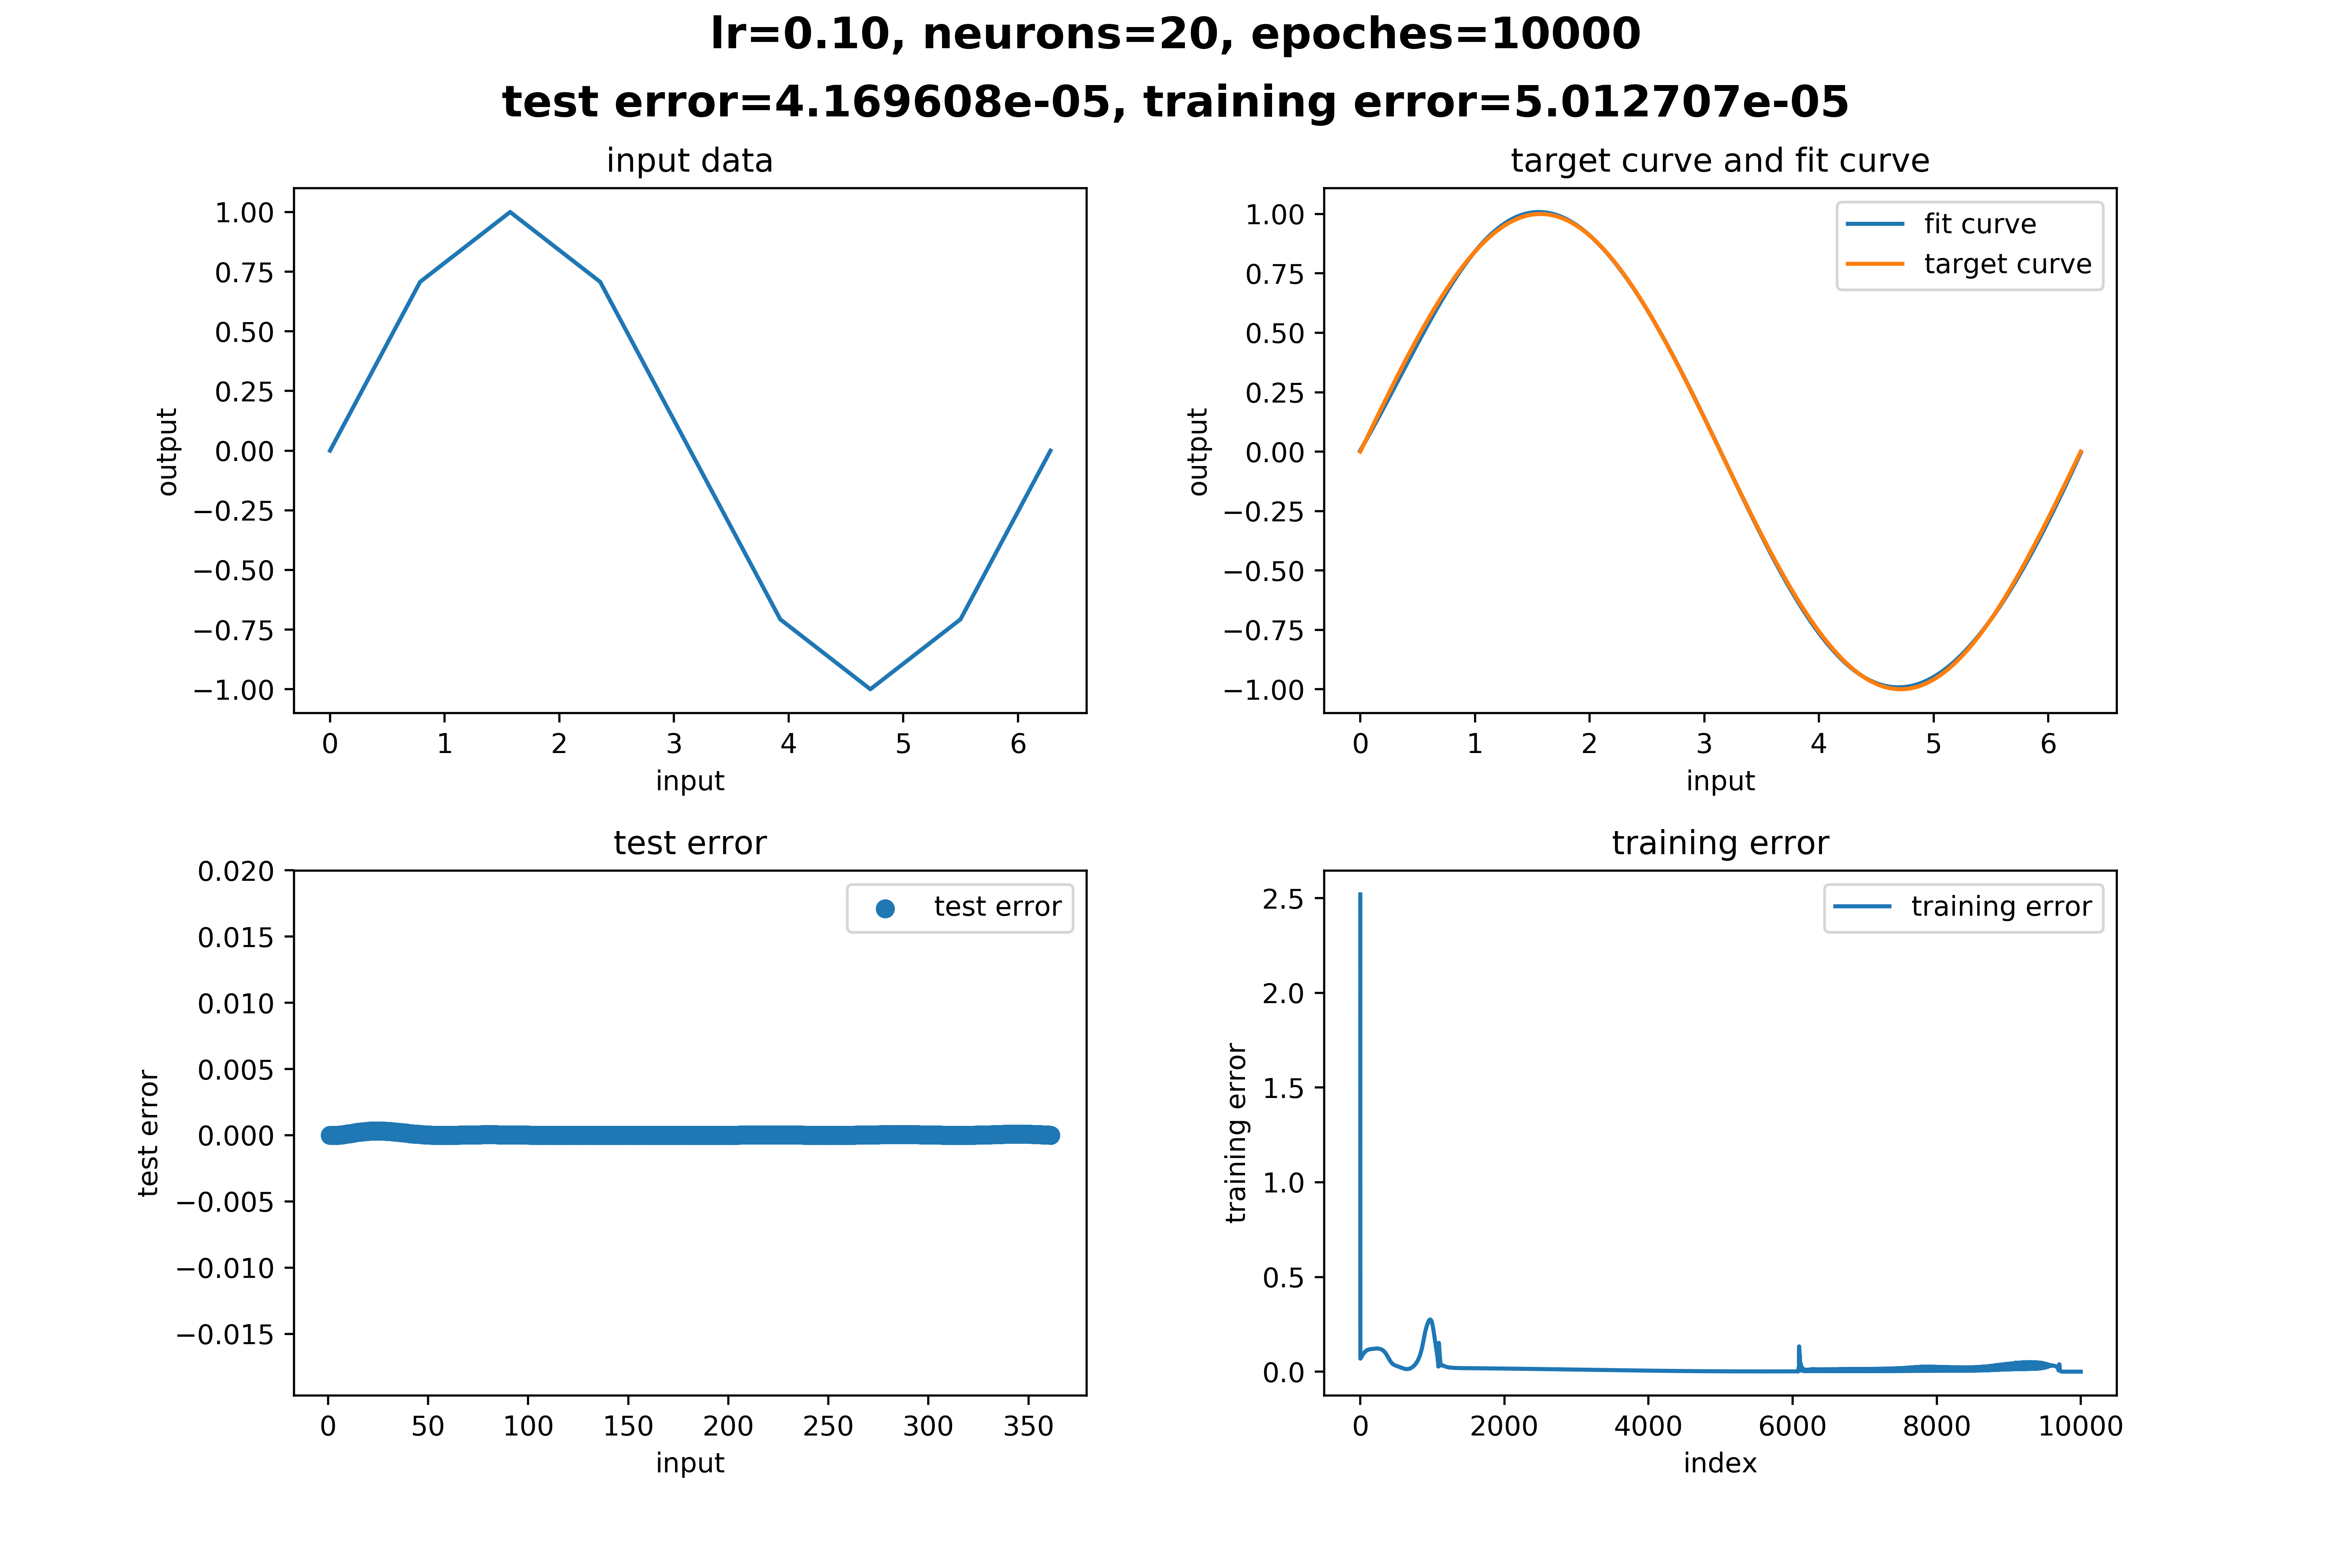 lr=0.10, neurons=20, epoches=10000
test error=4.169608e-05, training error=5.012707e-05
input data
1.00
0.75
0.50
0.25
0.00
−0.25
−0.50
−0.75
−1.00
output
0 1 2 3 4 5 6
input
target curve and fit curve
fit curve
target curve
1.00
0.75
0.50
0.25
0.00
−0.25
−0.50
−0.75
−1.00
output
0 1 2 3 4 5 6
input
test error
test error
0.020
0.015
0.010
0.005
0.000
−0.005
−0.010
−0.015
test error
0 50 100 150 200 250 300 350
input
training error
training error
2.5
2.0
1.5
1.0
0.5
0.0
training error
0 2000 4000 6000 8000 10000
index